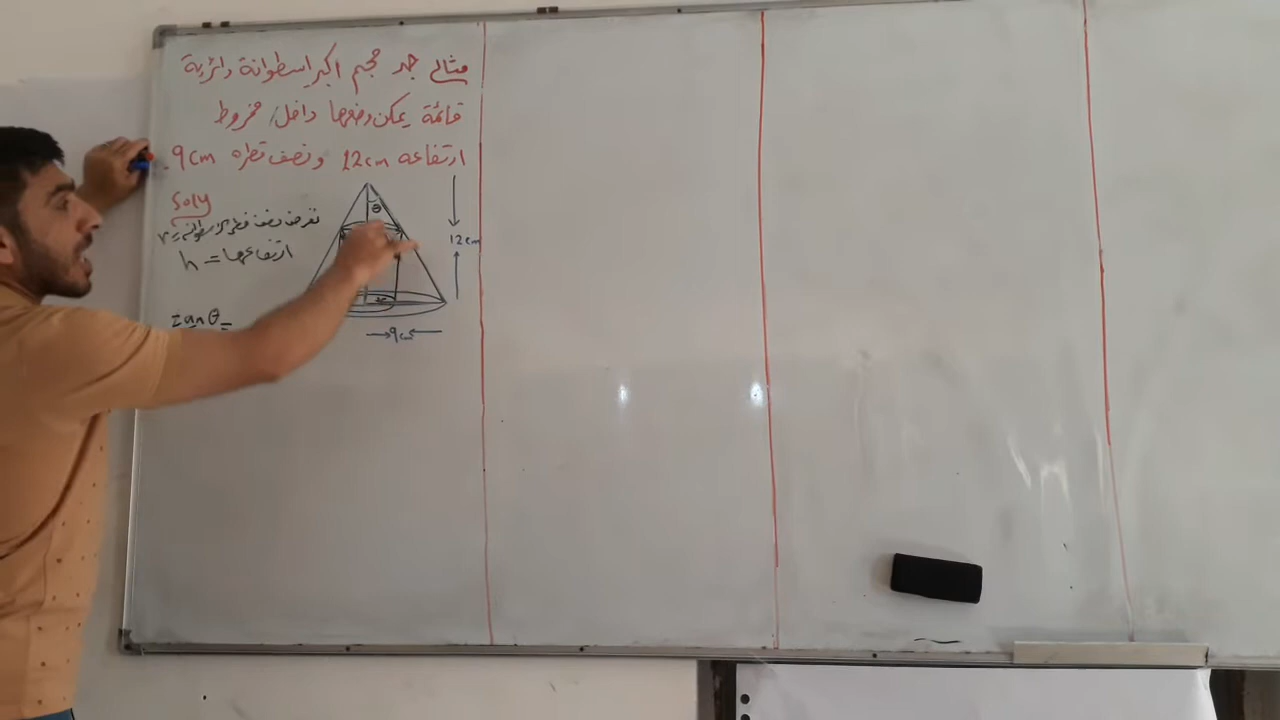 مثال جد حجم اكبر اسطوانة دائرية
قائمة يمكن وضعها داخل مخروط
ارتفاعه 12cm ونصف قطره 9cm.
Soly
نفرض نصف قطر الاسطوانة = r
ارتفاعها = h
θ
12cm
r
9cm
tan θ =